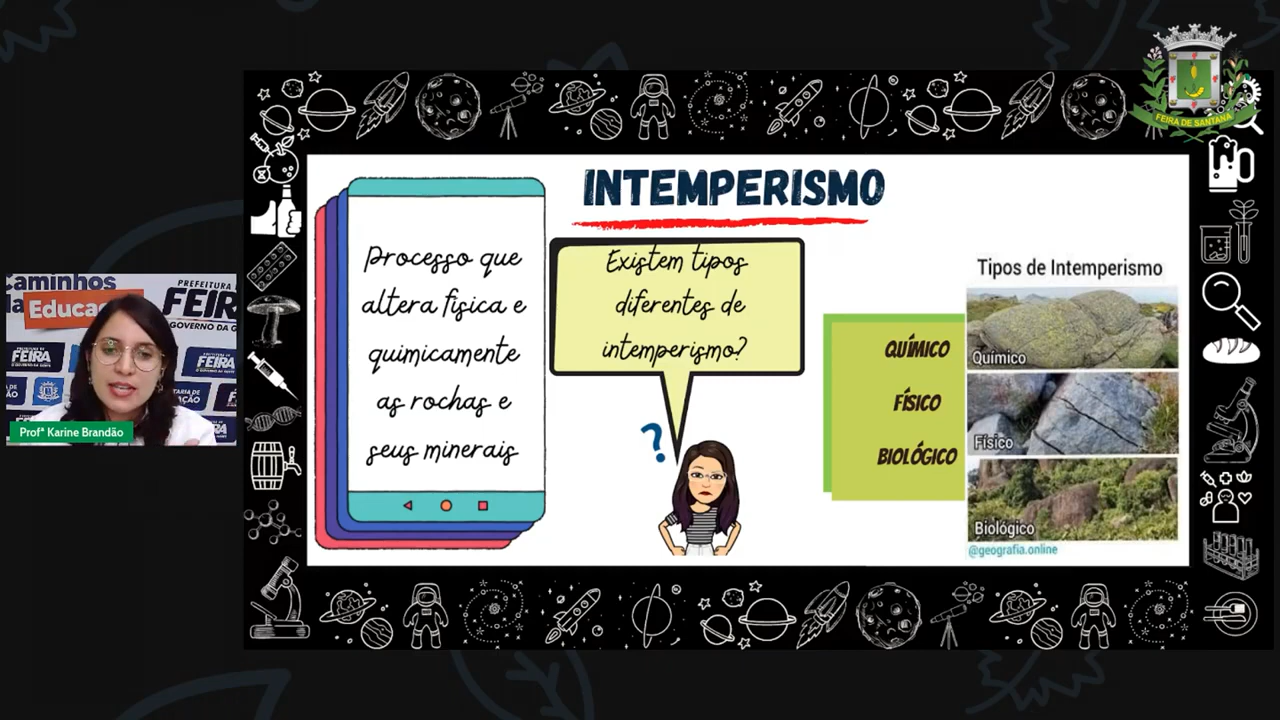 FEIRA DE SANTANA
INTEMPERISMO
Processo que
altera física e
quimicamente
as rochas e
seus minerais
Existem tipos
diferentes de
intemperismo?
?
QUÍMICO
FÍSICO
BIOLÓGICO
Tipos de Intemperismo
Químico
Físico
Biológico
@geografia.online
Caminhos
da
Educa
PREFEITURA
FEIR
GOVERNO DA
FEIRA
FEIRA
FEIRA
Profª Karine Brandão